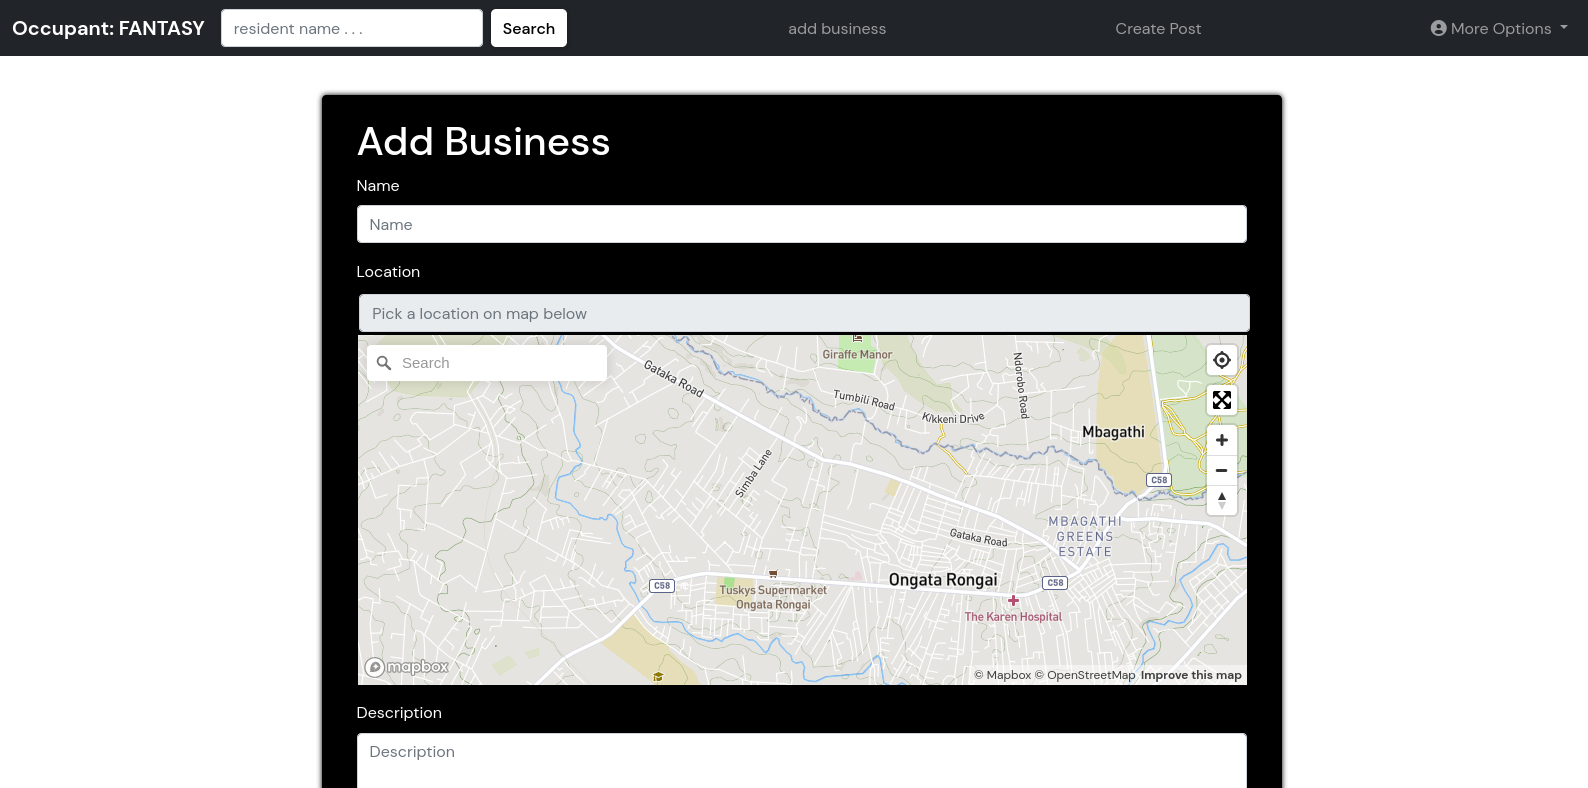 Occupant: FANTASY
resident name . . .
Search
add business
Create Post
More Options
Add Business
Name
Name
Location
Pick a location on map below
Search
Giraffe Manor
Gataka Road
Ndorobo Road
Tumbili Road
Kikkeni Drive
Mbagathi
Simba Lane
C58
MBAGATHI
GREENS
ESTATE
Gataka Road
Ongata Rongai
C58
C58
Tuskys Supermarket
Ongata Rongai
The Karen Hospital
mapbox
© Mapbox © OpenStreetMap Improve this map
Description
Description